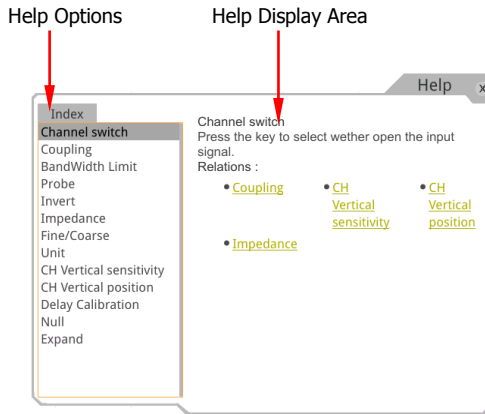 Help Options
Help Display Area
Help
x
Index
Channel switch
Coupling
BandWidth Limit
Probe
Invert
Impedance
Fine/Coarse
Unit
CH Vertical sensitivity
CH Vertical position
Delay Calibration
Null
Expand
Channel switch
Press the key to select wether open the input
signal.
Relations :
• Coupling
• CH
Vertical
sensitivity
• CH
Vertical
position
• Impedance